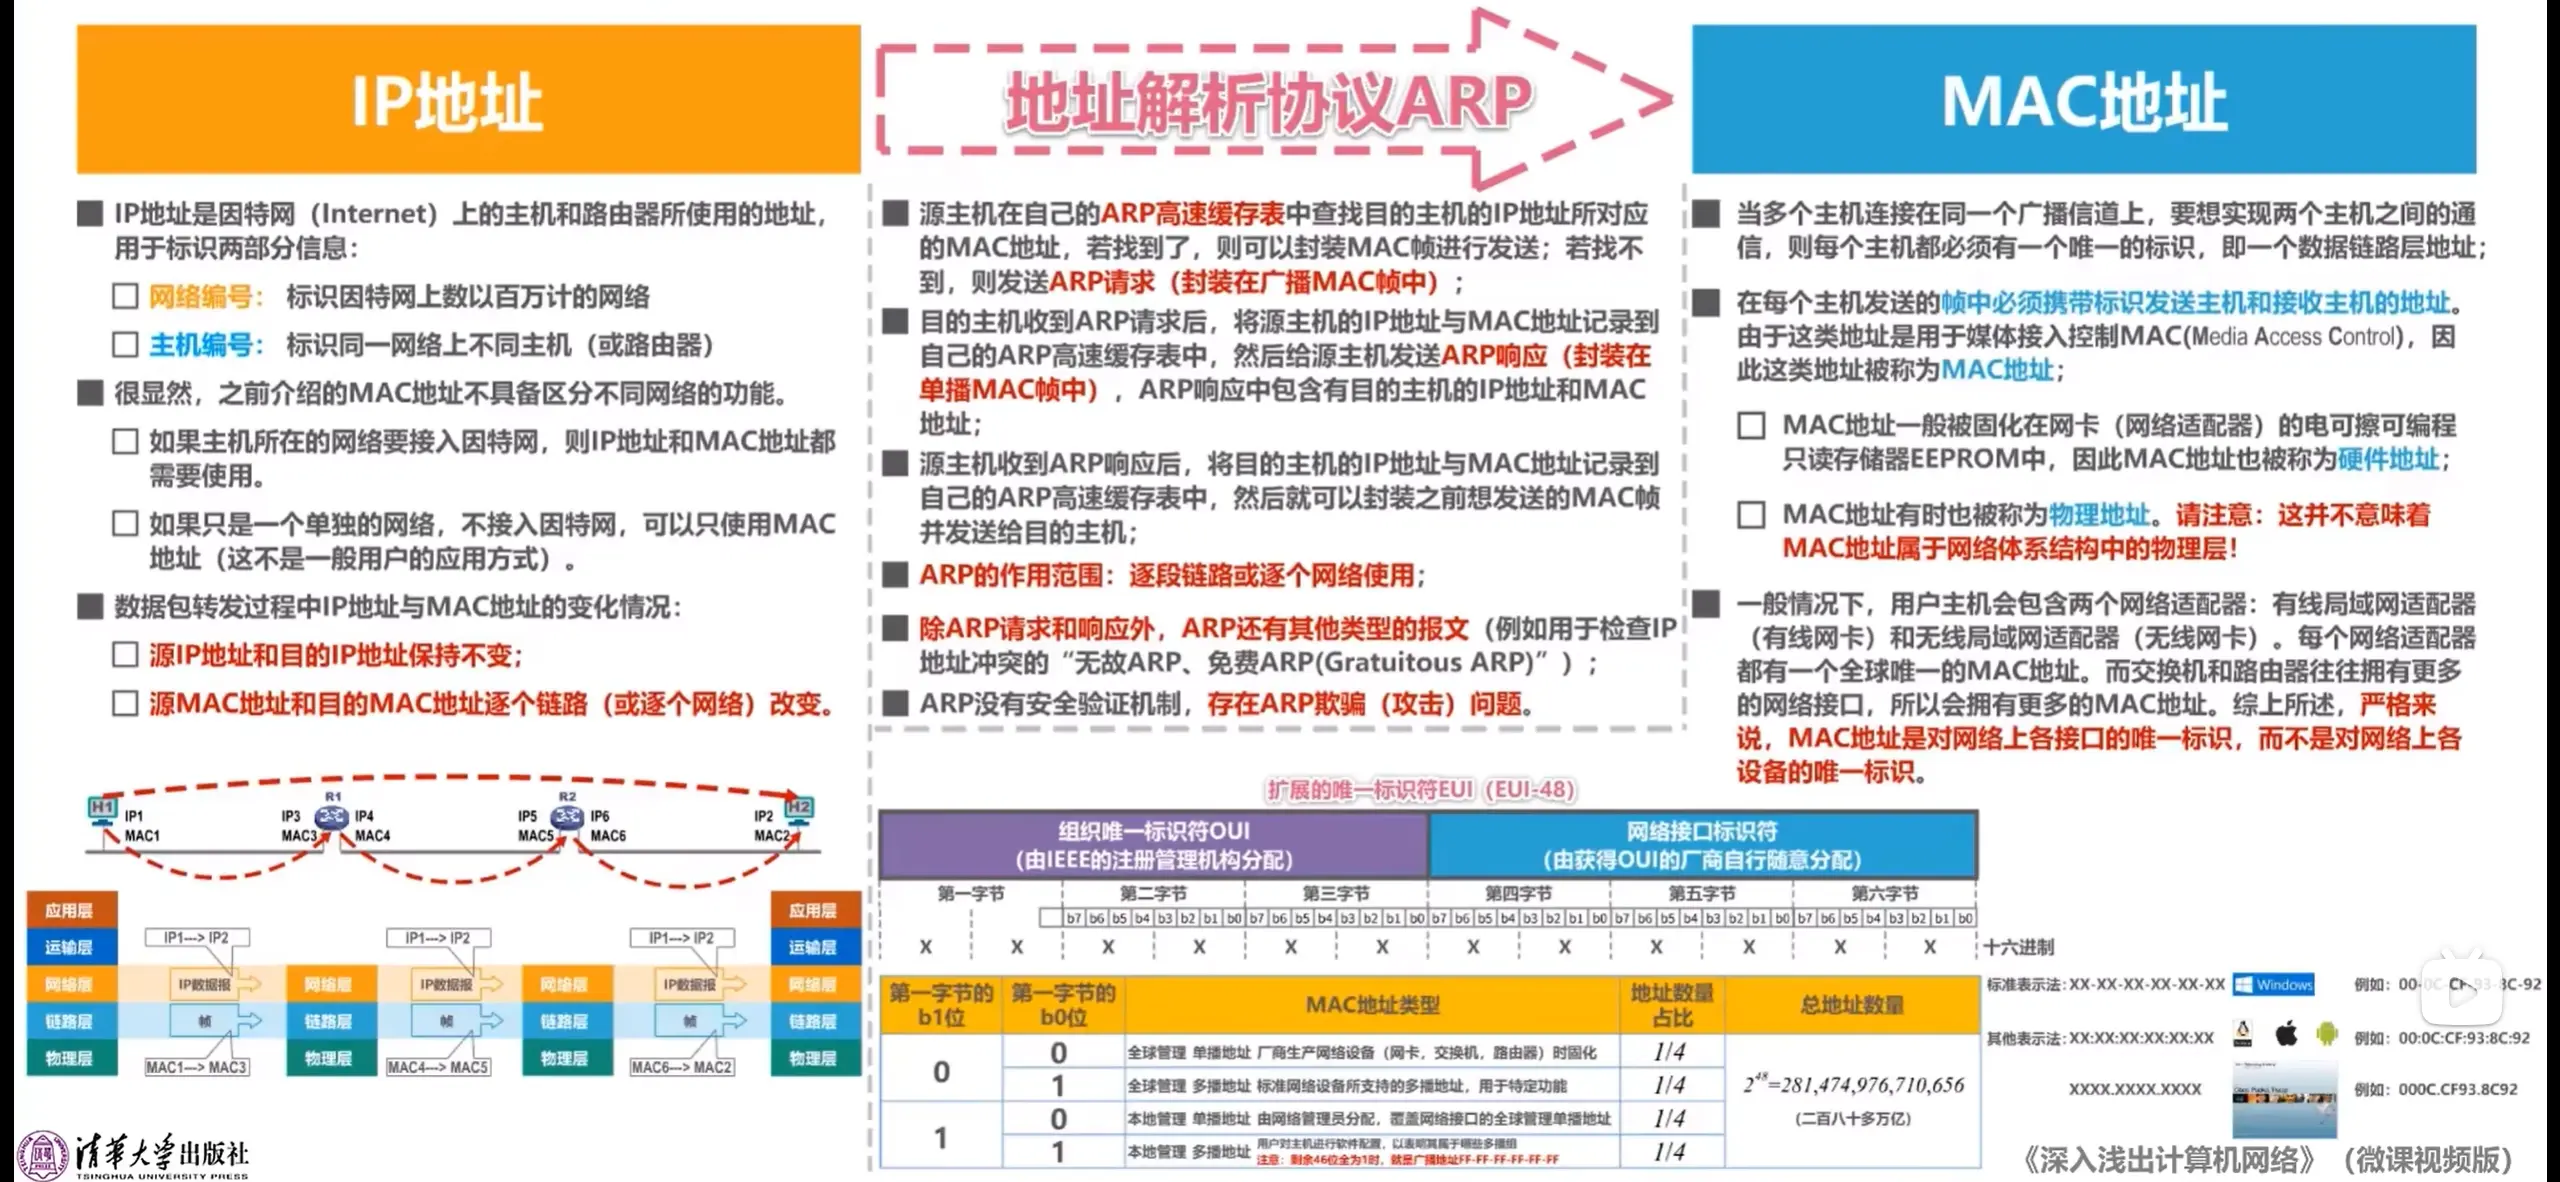 IP地址
地址解析协议ARP
MAC地址
IP地址是因特网（Internet）上的主机和路由器所使用的地址，
用于标识两部分信息：
网络编号： 标识因特网上数以百万计的网络
主机编号： 标识同一网络上不同主机（或路由器）
很显然，之前介绍的MAC地址不具备区分不同网络的功能。
如果主机所在的网络要接入因特网，则IP地址和MAC地址都
需要使用。
如果只是一个单独的网络，不接入因特网，可以只使用MAC
地址（这不是一般用户的应用方式）。
数据包转发过程中IP地址与MAC地址的变化情况：
源IP地址和目的IP地址保持不变；
源MAC地址和目的MAC地址逐个链路（或逐个网络）改变。
源主机在自己的ARP高速缓存表中查找目的主机的IP地址所对应
的MAC地址，若找到了，则可以封装MAC帧进行发送；若找不
到，则发送ARP请求（封装在广播MAC帧中）；
目的主机收到ARP请求后，将源主机的IP地址与MAC地址记录到
自己的ARP高速缓存表中，然后给源主机发送ARP响应（封装在
单播MAC帧中），ARP响应中包含有目的主机的IP地址和MAC
地址；
源主机收到ARP响应后，将目的主机的IP地址与MAC地址记录到
自己的ARP高速缓存表中，然后就可以封装之前想发送的MAC帧
并发送给目的主机；
ARP的作用范围：逐段链路或逐个网络使用；
除ARP请求和响应外，ARP还有其他类型的报文（例如用于检查IP
地址冲突的“无故ARP、免费ARP(Gratuitous ARP)”）；
ARP没有安全验证机制，存在ARP欺骗（攻击）问题。
当多个主机连接在同一个广播信道上，要想实现两个主机之间的通
信，则每个主机都必须有一个唯一的标识，即一个数据链路层地址；
在每个主机发送的帧中必须携带标识发送主机和接收主机的地址。
由于这类地址是用于媒体接入控制MAC(Media Access Control)，因
此这类地址被称为MAC地址；
MAC地址一般被固化在网卡（网络适配器）的电可擦可编程
只读存储器EEPROM中，因此MAC地址也被称为硬件地址；
MAC地址有时也被称为物理地址。请注意：这并不意味着
MAC地址属于网络体系结构中的物理层！
一般情况下，用户主机会包含两个网络适配器：有线局域网适配器
（有线网卡）和无线局域网适配器（无线网卡）。每个网络适配器
都有一个全球唯一的MAC地址。而交换机和路由器往往拥有更多
的网络接口，所以会拥有更多的MAC地址。综上所述，严格来
说，MAC地址是对网络上各接口的唯一标识，而不是对网络上各
设备的唯一标识。
H1 IP1 IP3 R1 IP4 IP5 R2 IP6 IP2 H2
MAC1 MAC3 MAC4 MAC5 MAC6 MAC2
应用层 应用层
运输层 IP1---> IP2 IP1---> IP2 IP1---> IP2 运输层
网络层 IP数据报 网络层 IP数据报 网络层 IP数据报 网络层
链路层 帧 链路层 帧 链路层 帧 链路层
物理层 MAC1---> MAC3 物理层 MAC4---> MAC5 物理层 MAC6---> MAC2 物理层
扩展的唯一标识符EUI（EUI-48）
组织唯一标识符OUI
（由IEEE的注册管理机构分配）
网络接口标识符
（由获得OUI的厂商自行随意分配）
第一字节 第二字节 第三字节 第四字节 第五字节 第六字节
b7 b6 b5 b4 b3 b2 b1 b0 b7 b6 b5 b4 b3 b2 b1 b0 b7 b6 b5 b4 b3 b2 b1 b0 b7 b6 b5 b4 b3 b2 b1 b0 b7 b6 b5 b4 b3 b2 b1 b0
X X X X X X X X X X X X 十六进制
第一字节的
b1位
第一字节的
b0位
MAC地址类型
地址数量
占比
总地址数量
0 0 全球管理 单播地址 厂商生产网络设备（网卡，交换机，路由器）时固化 1/4
1 全球管理 多播地址 标准网络设备所支持的多播地址，用于特定功能 1/4
1 0 本地管理 单播地址 由网络管理员分配，覆盖网络接口的全球管理单播地址 1/4
1 本地管理 多播地址 用户对主机进行软件配置，以表明其属于哪些多播组 1/4
注意：剩余46位全为1时，就是广播地址FF-FF-FF-FF-FF-FF
2⁴⁸=281,474,976,710,656
（二百八十多万亿）
标准表示法：XX-XX-XX-XX-XX-XX Windows 例如：00-0C-CF-93-8C-92
其他表示法：XX:XX:XX:XX:XX:XX 例如：00:0C:CF:93:8C:92
XXXX.XXXX.XXXX 例如：000C.CF93.8C92
清华大学出版社
TSINGHUA UNIVERSITY PRESS
《深入浅出计算机网络》（微课视频版）